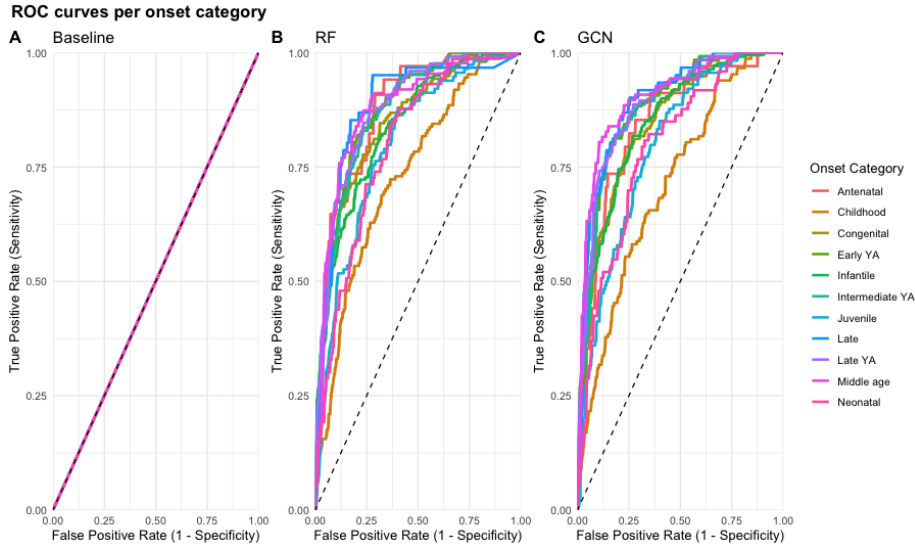 ROC curves per onset category
A Baseline
B RF
C GCN
True Positive Rate (Sensitivity)
1.00
0.75
0.50
0.25
0.00
0.00 0.25 0.50 0.75 1.00
False Positive Rate (1 - Specificity)
True Positive Rate (Sensitivity)
1.00
0.75
0.50
0.25
0.00
0.00 0.25 0.50 0.75 1.00
False Positive Rate (1 - Specificity)
True Positive Rate (Sensitivity)
1.00
0.75
0.50
0.25
0.00
0.00 0.25 0.50 0.75 1.00
False Positive Rate (1 - Specificity)
Onset Category
Antenatal
Childhood
Congenital
Early YA
Infantile
Intermediate YA
Juvenile
Late
Late YA
Middle age
Neonatal